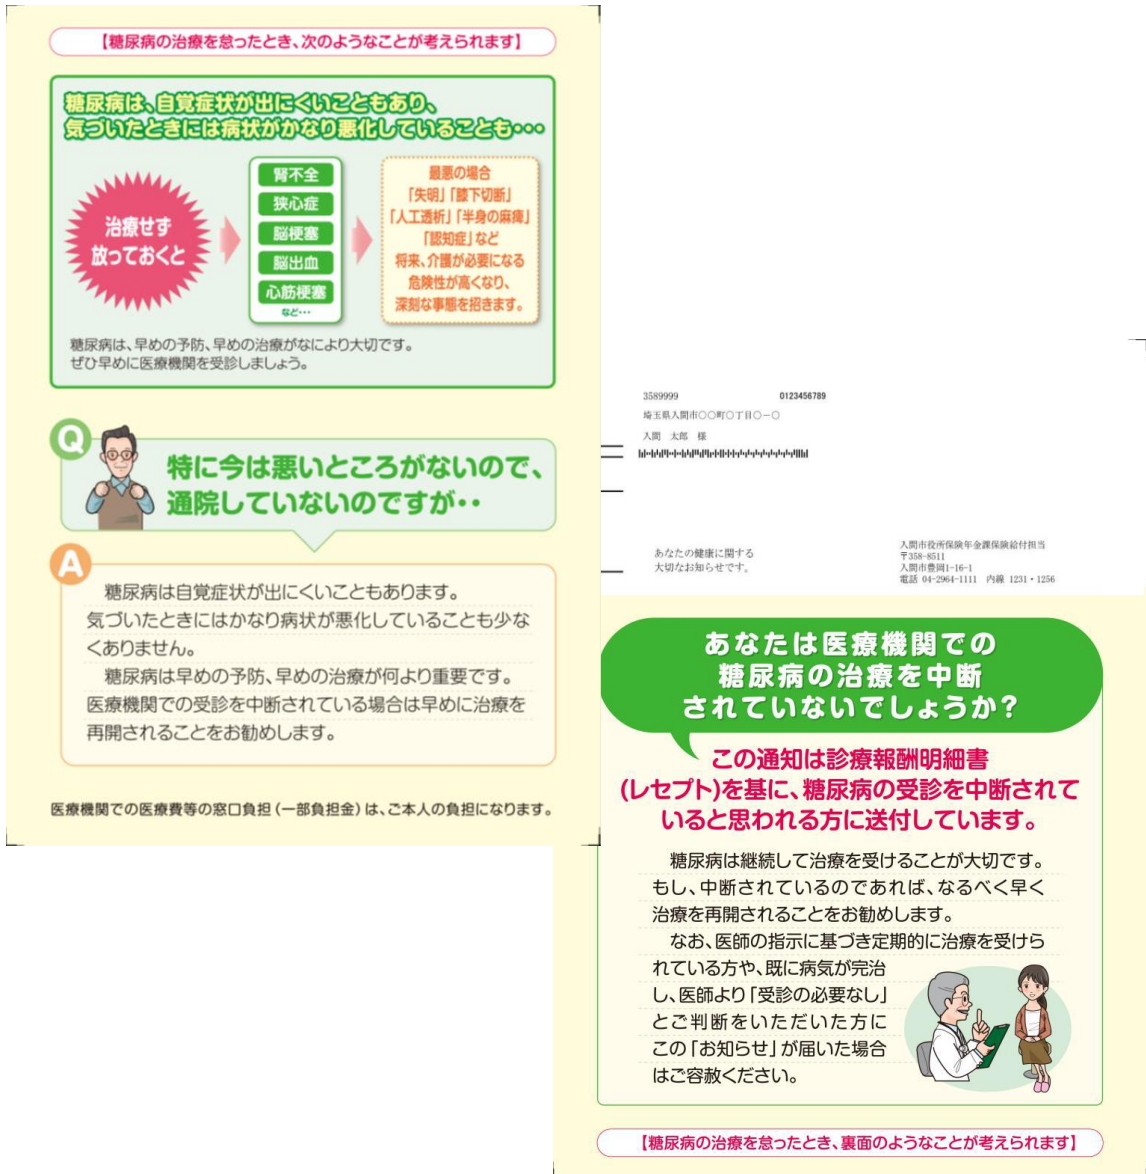 【糖尿病の治療を怠ったとき、次のようなことが考えられます】
糖尿病は、自覚症状が出にくいこともあり、
気づいたときには病状がかなり悪化していることも・・・
治療せず
放っておくと
腎不全
狭心症
脳梗塞
脳出血
心筋梗塞
など・・・
最悪の場合
「失明」「膝下切断」
「人工透析」「半身の麻痺」
「認知症」など
将来、介護が必要になる
危険性が高くなり、
深刻な事態を招きます。
糖尿病は、早めの予防、早めの治療がなにより大切です。
ぜひ早めに医療機関を受診しましょう。
Q
特に今は悪いところがないので、
通院していないのですが・・
A
糖尿病は自覚症状が出にくいこともあります。
気づいたときにはかなり病状が悪化していることも少な
くありません。
糖尿病は早めの予防、早めの治療が何より重要です。
医療機関での受診を中断されている場合は早めに治療を
再開されることをお勧めします。
医療機関での医療費等の窓口負担(一部負担金)は、ご本人の負担になります。
3589999
0123456789
埼玉県入間市〇〇町〇丁目〇－〇
入間 太郎 様
あなたの健康に関する
大切なお知らせです。
入間市役所保険年金課保険給付担当
〒358-8511
入間市豊岡1-16-1
電話 04-2964-1111 内線 1231・1256
あなたは医療機関での
糖尿病の治療を中断
されていないでしょうか?
この通知は診療報酬明細書
(レセプト)を基に、糖尿病の受診を中断されて
いると思われる方に送付しています。
糖尿病は継続して治療を受けることが大切です。
もし、中断されているのであれば、なるべく早く
治療を再開されることをお勧めします。
なお、医師の指示に基づき定期的に治療を受けら
れている方や、既に病気が完治
し、医師より「受診の必要なし」
とご判断をいただいた方に
この「お知らせ」が届いた場合
はご容赦ください。
【糖尿病の治療を怠ったとき、裏面のようなことが考えられます】